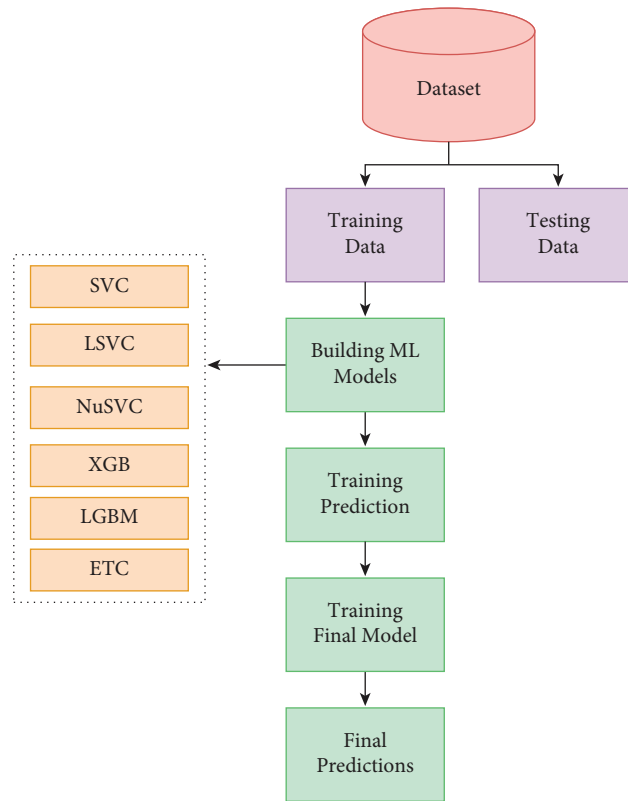 Dataset
Training
Data
Testing
Data
SVC
LSVC
NuSVC
XGB
LGBM
ETC
Building ML
Models
Training
Prediction
Training
Final Model
Final
Predictions